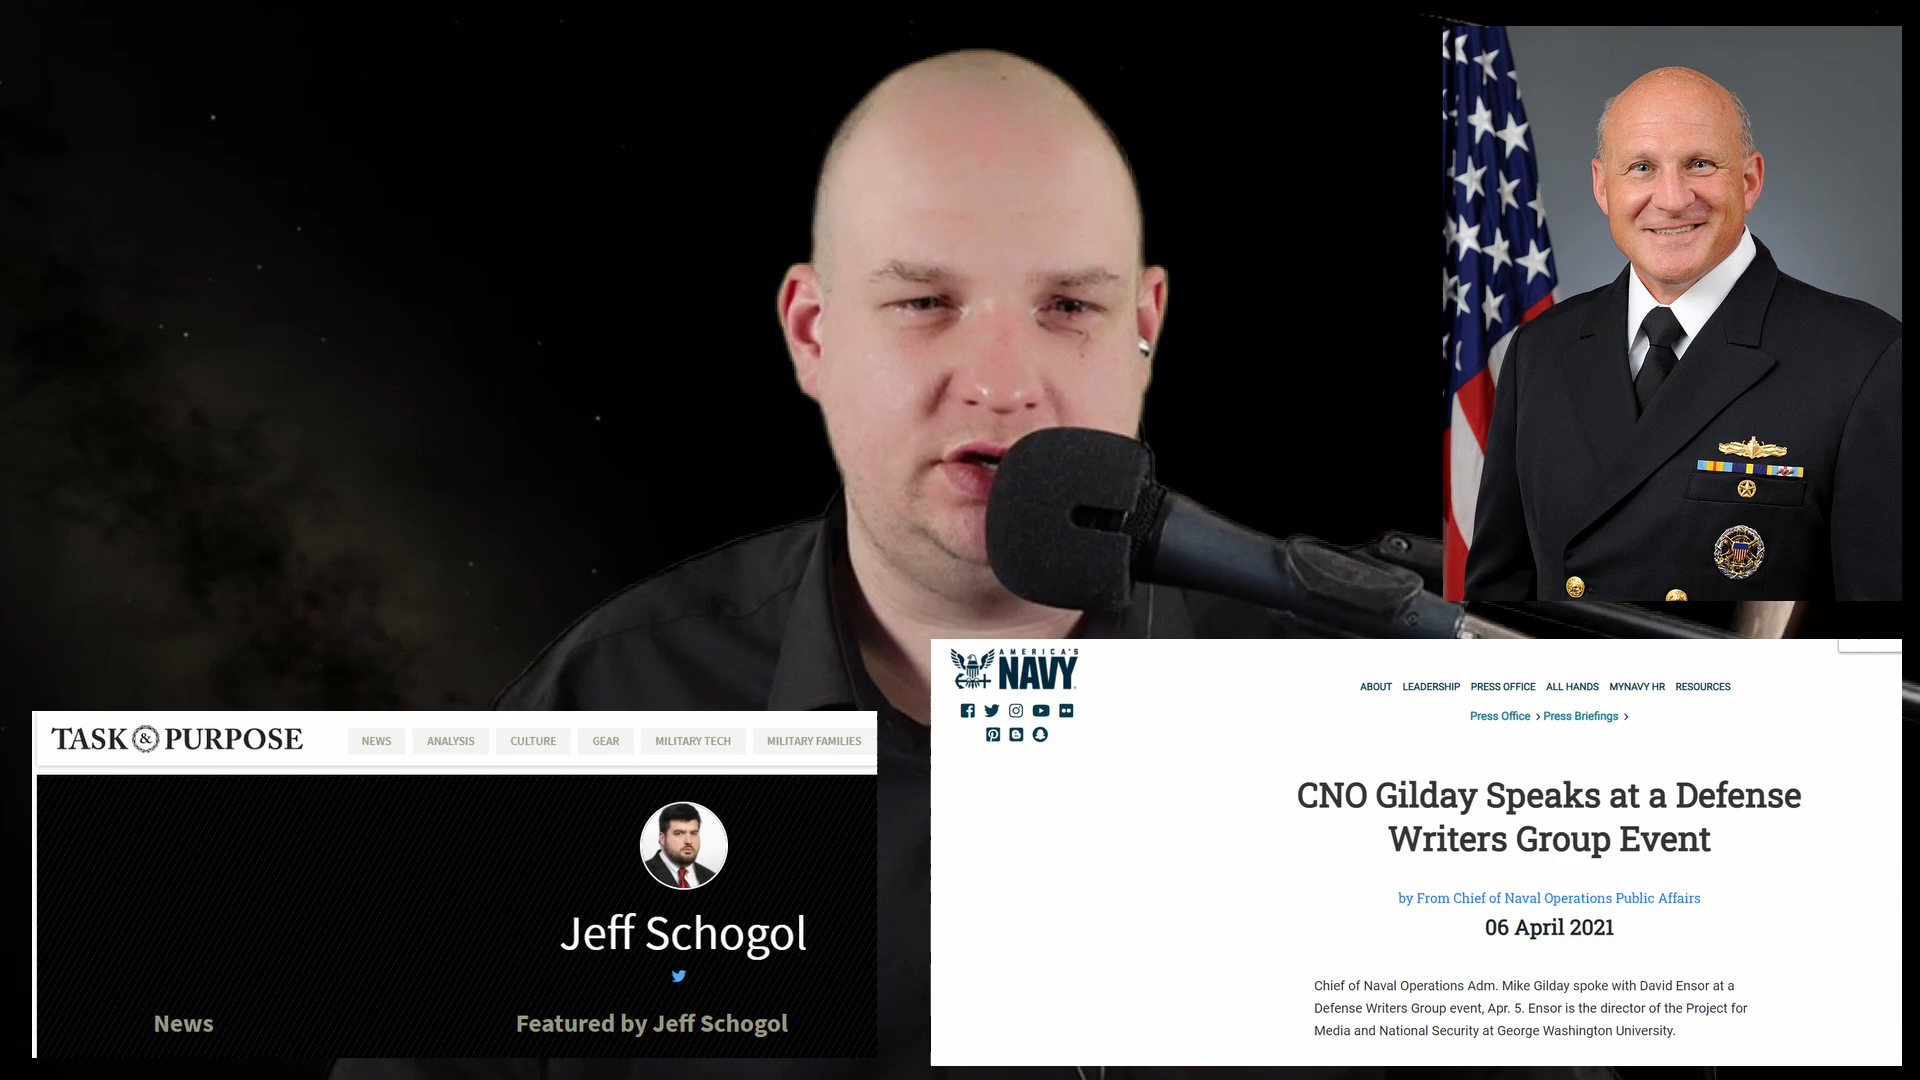 TASK & PURPOSE
NEWS ANALYSIS CULTURE GEAR MILITARY TECH MILITARY FAMILIES
Jeff Schogol
News
Featured by Jeff Schogol
AMERICA'S
NAVY
ABOUT LEADERSHIP PRESS OFFICE ALL HANDS MYNAVY HR RESOURCES
Press Office > Press Briefings >
CNO Gilday Speaks at a Defense
Writers Group Event
by From Chief of Naval Operations Public Affairs
06 April 2021
Chief of Naval Operations Adm. Mike Gilday spoke with David Ensor at a
Defense Writers Group event, Apr. 5. Ensor is the director of the Project for
Media and National Security at George Washington University.